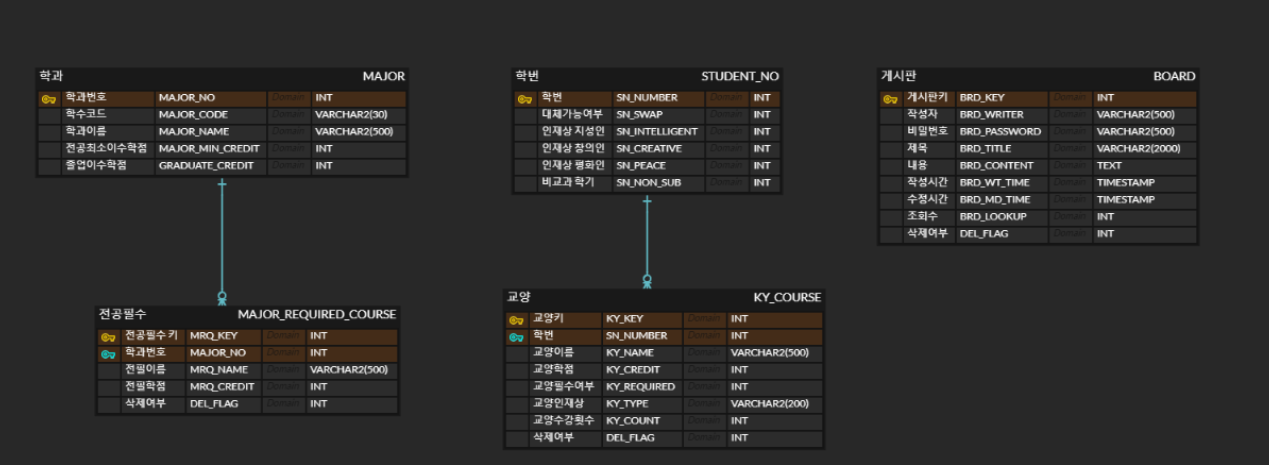 학과 MAJOR
학과번호 MAJOR_NO Domain INT
학수코드 MAJOR_CODE Domain VARCHAR2(30)
학과이름 MAJOR_NAME Domain VARCHAR2(500)
전공최소이수학점 MAJOR_MIN_CREDIT Domain INT
졸업이수학점 GRADUATE_CREDIT Domain INT
학번 STUDENT_NO
학번 SN_NUMBER Domain INT
대체가능여부 SN_SWAP Domain INT
인재상 지성인 SN_INTELLIGENT Domain INT
인재상 창의인 SN_CREATIVE Domain INT
인재상 평화인 SN_PEACE Domain INT
비교과 학기 SN_NON_SUB Domain INT
게시판 BOARD
게시판키 BRD_KEY Domain INT
작성자 BRD_WRITER Domain VARCHAR2(500)
비밀번호 BRD_PASSWORD Domain VARCHAR2(500)
제목 BRD_TITLE Domain VARCHAR2(2000)
내용 BRD_CONTENT Domain TEXT
작성시간 BRD_WT_TIME Domain TIMESTAMP
수정시간 BRD_MD_TIME Domain TIMESTAMP
조회수 BRD_LOOKUP Domain INT
삭제여부 DEL_FLAG Domain INT
전공필수 MAJOR_REQUIRED_COURSE
전공필수 키 MRQ_KEY Domain INT
학과번호 MAJOR_NO Domain INT
전필이름 MRQ_NAME Domain VARCHAR2(500)
전필학점 MRQ_CREDIT Domain INT
삭제여부 DEL_FLAG Domain INT
교양 KY_COURSE
교양키 KY_KEY Domain INT
학번 SN_NUMBER Domain INT
교양이름 KY_NAME Domain VARCHAR2(500)
교양학점 KY_CREDIT Domain INT
교양필수여부 KY_REQUIRED Domain INT
교양인재상 KY_TYPE Domain VARCHAR2(200)
교양수강횟수 KY_COUNT Domain INT
삭제여부 DEL_FLAG Domain INT